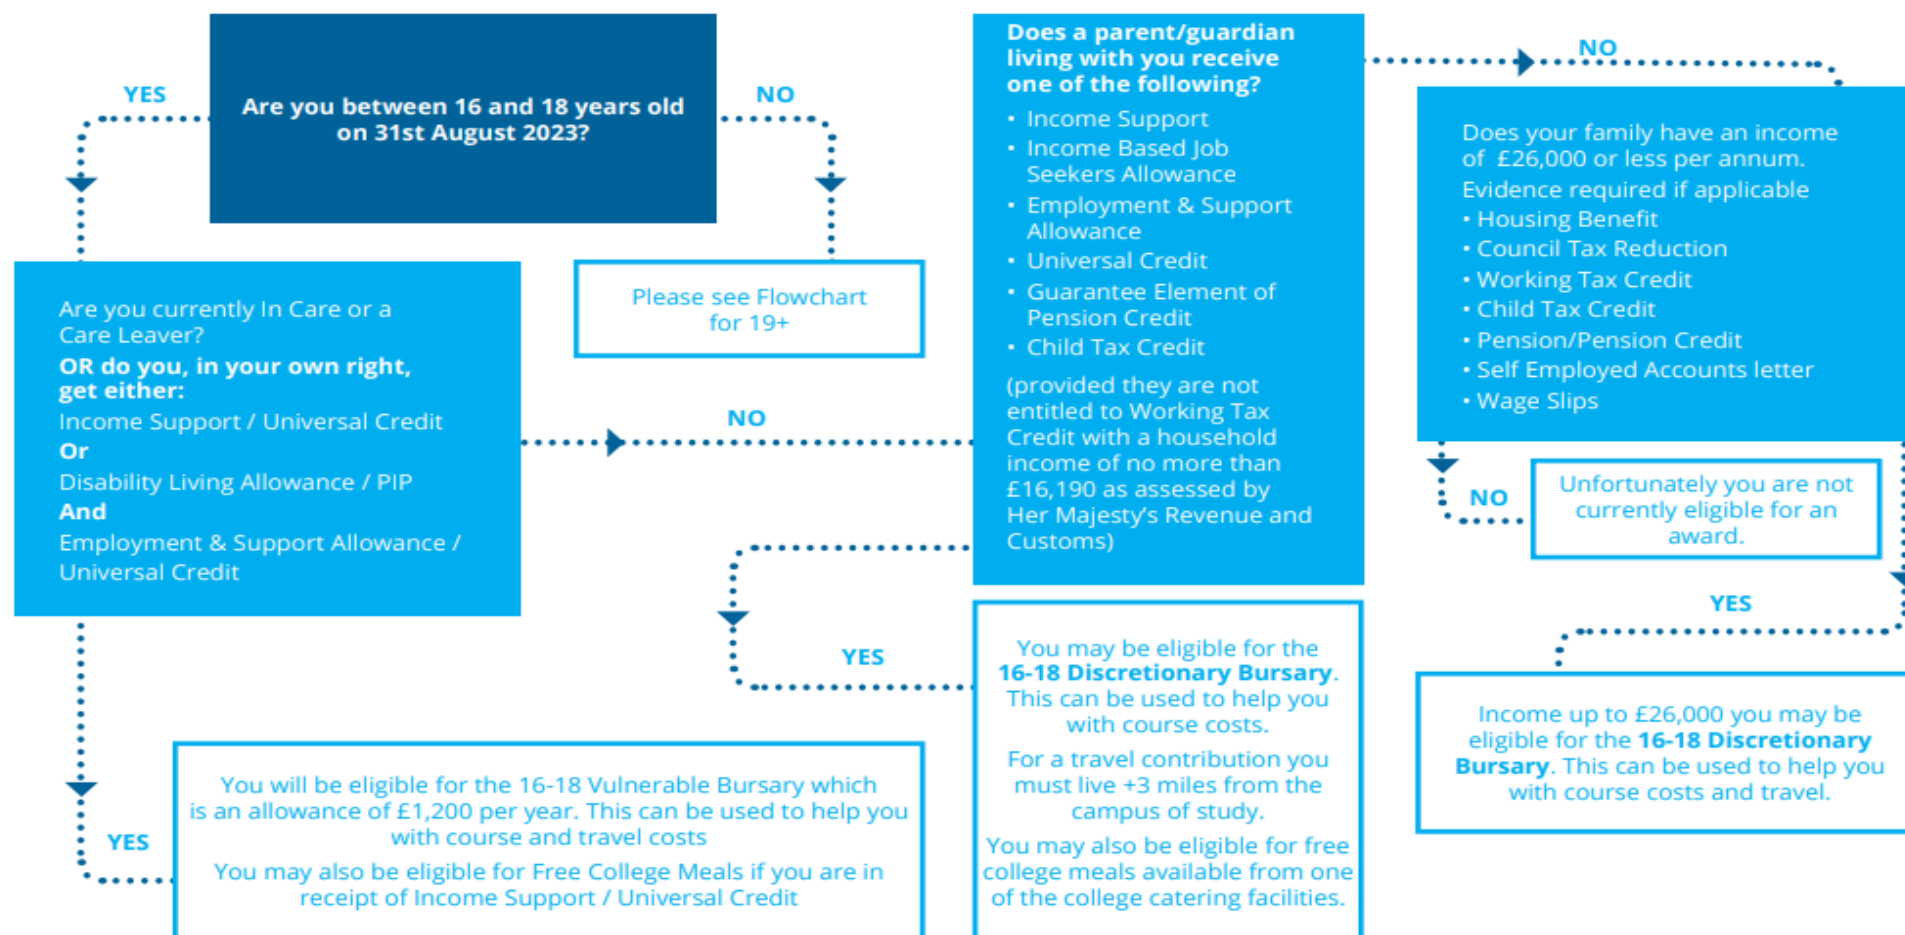 YES
Are you between 16 and 18 years old
on 31st August 2023?
NO
Please see Flowchart
for 19+
Are you currently In Care or a
Care Leaver?
OR do you, in your own right,
get either:
Income Support / Universal Credit
Or
Disability Living Allowance / PIP
And
Employment & Support Allowance /
Universal Credit
NO
YES
You will be eligible for the 16-18 Vulnerable Bursary which
is an allowance of £1,200 per year. This can be used to help you
with course and travel costs
You may also be eligible for Free College Meals if you are in
receipt of Income Support / Universal Credit
Does a parent/guardian
living with you receive
one of the following?
• Income Support
• Income Based Job
Seekers Allowance
• Employment & Support
Allowance
• Universal Credit
• Guarantee Element of
Pension Credit
• Child Tax Credit
(provided they are not
entitled to Working Tax
Credit with a household
income of no more than
£16,190 as assessed by
Her Majesty’s Revenue and
Customs)
YES
You may be eligible for the
16-18 Discretionary Bursary.
This can be used to help you
with course costs.
For a travel contribution you
must live +3 miles from the
campus of study.
You may also be eligible for free
college meals available from one
of the college catering facilities.
NO
Does your family have an income
of £26,000 or less per annum.
Evidence required if applicable
• Housing Benefit
• Council Tax Reduction
• Working Tax Credit
• Child Tax Credit
• Pension/Pension Credit
• Self Employed Accounts letter
• Wage Slips
NO
Unfortunately you are not
currently eligible for an
award.
YES
Income up to £26,000 you may be
eligible for the 16-18 Discretionary
Bursary. This can be used to help you
with course costs and travel.